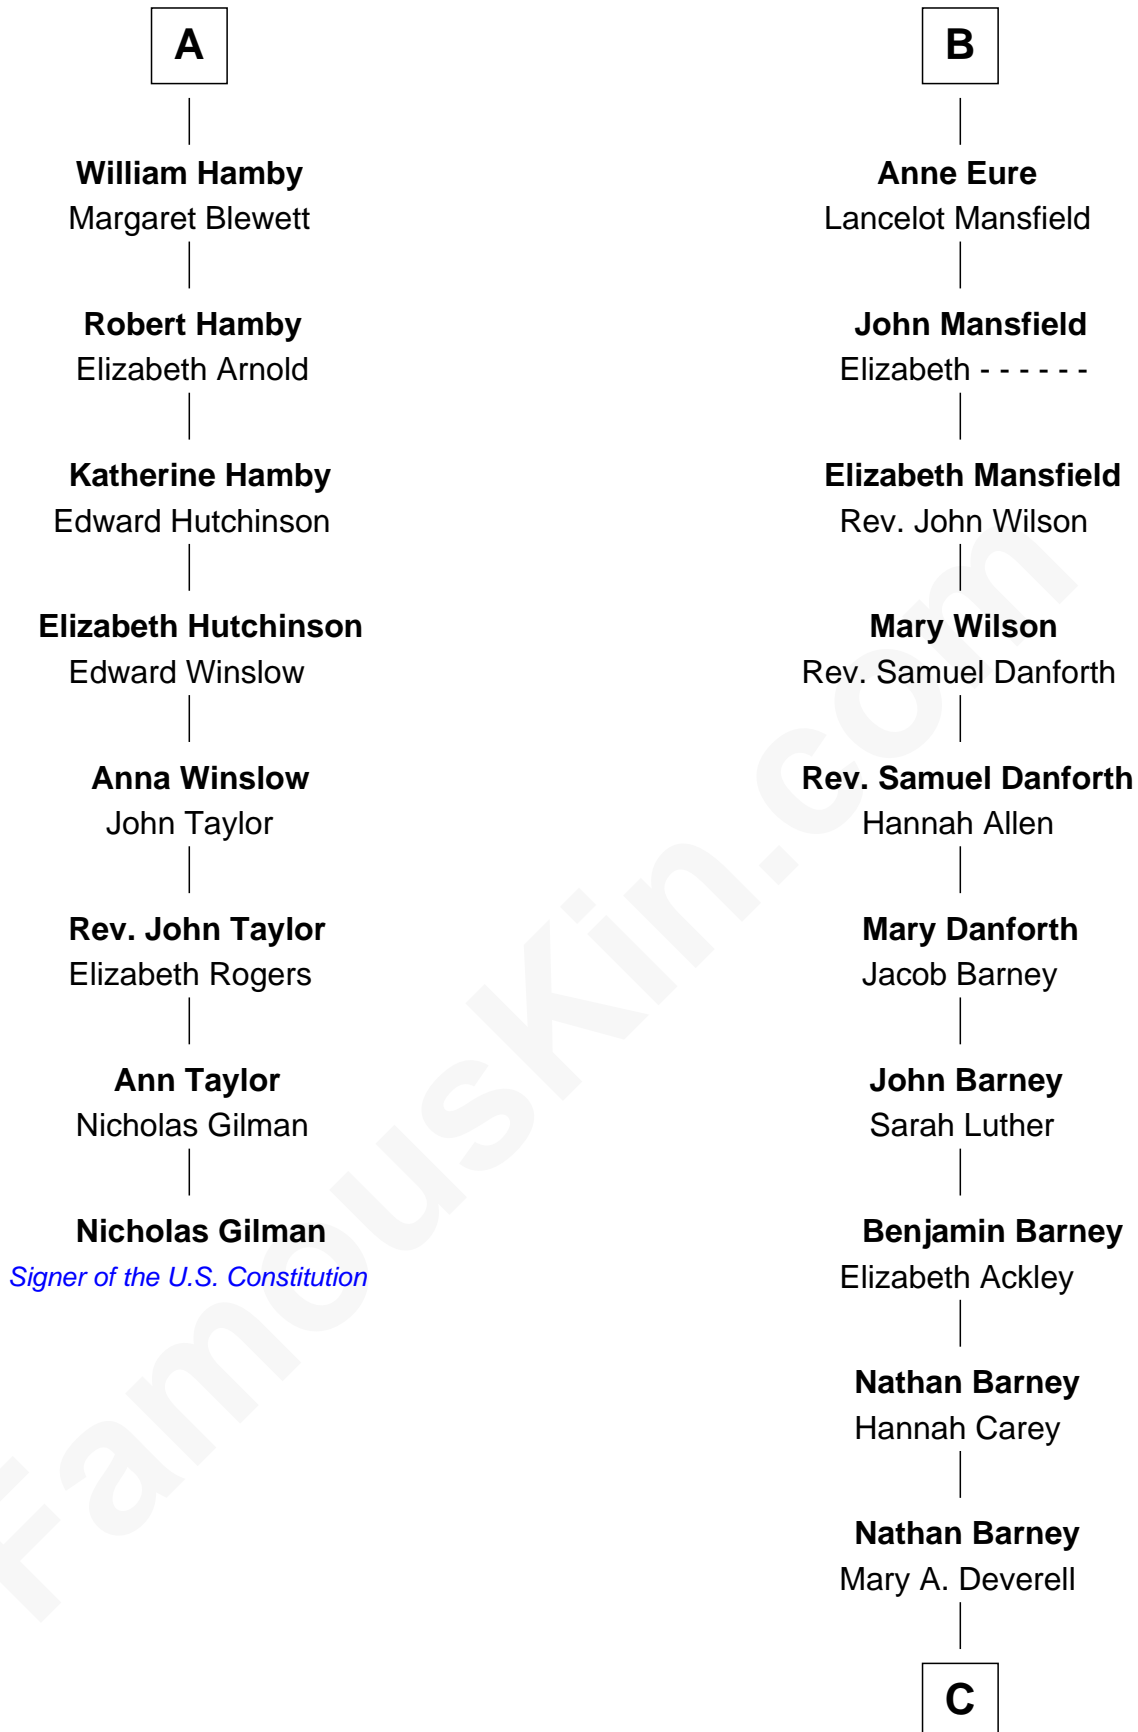 A
William Hamby
Margaret Blewett
Robert Hamby
Elizabeth Arnold
Katherine Hamby
Edward Hutchinson
Elizabeth Hutchinson
Edward Winslow
Anna Winslow
John Taylor
Rev. John Taylor
Elizabeth Rogers
Ann Taylor
Nicholas Gilman
Nicholas Gilman
Signer of the U.S. Constitution
B
Anne Eure
Lancelot Mansfield
John Mansfield
Elizabeth - - - - - -
Elizabeth Mansfield
Rev. John Wilson
Mary Wilson
Rev. Samuel Danforth
Rev. Samuel Danforth
Hannah Allen
Mary Danforth
Jacob Barney
John Barney
Sarah Luther
Benjamin Barney
Elizabeth Ackley
Nathan Barney
Hannah Carey
Nathan Barney
Mary A. Deverell
C
FamousKin.com